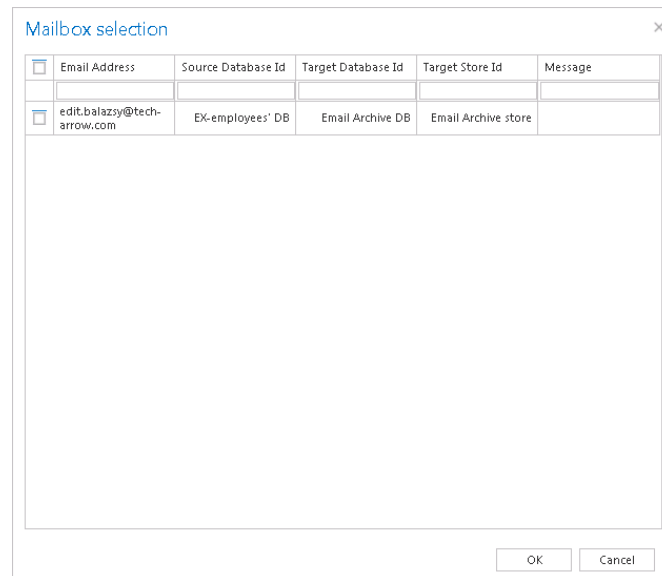 Mailbox selection
Email Address Source Database Id Target Database Id Target Store Id Message
edit.balazsy@tech-
arrow.com EX-employees' DB Email Archive DB Email Archive store
OK Cancel